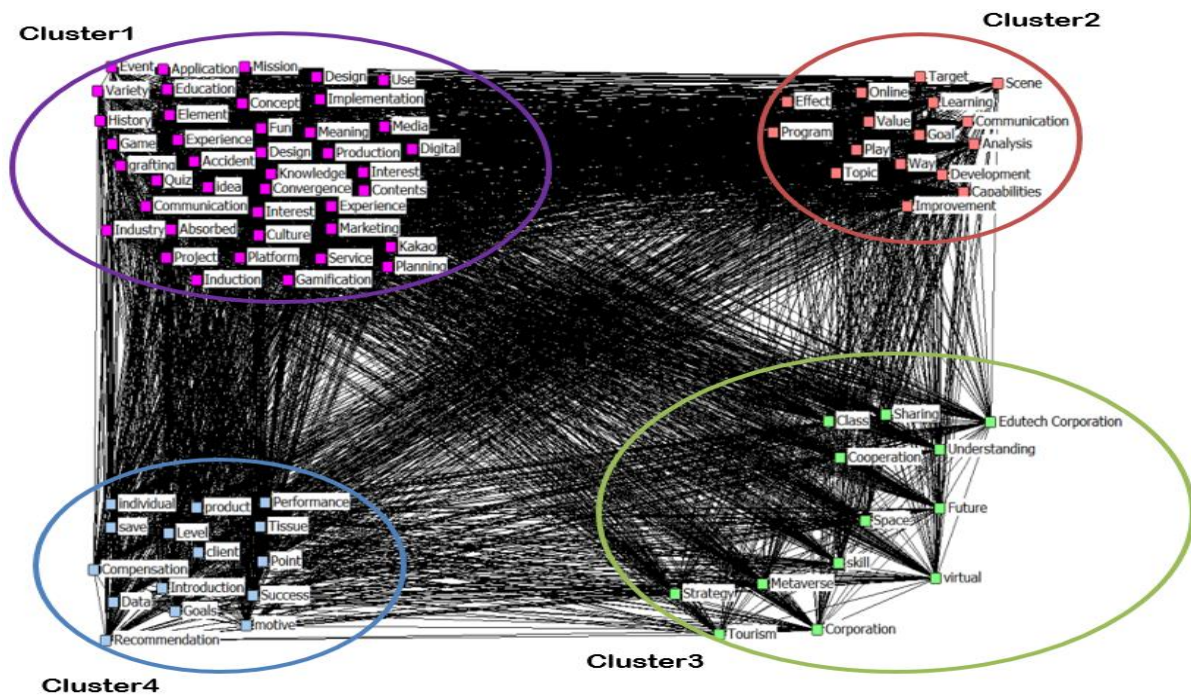 Cluster1
Event
Application
Mission
Design
Use
Variety
Education
Concept
Implementation
History
Element
Fun
Meaning
Media
Game
Experience
Design
Production
Digital
grafting
Accident
Knowledge
Interest
Quiz
idea
Convergence
Contents
Communication
Interest
Experience
Industry
Absorbed
Culture
Marketing
Kakao
Project
Platform
Service
Planning
Induction
Gamification
Cluster2
Target
Scene
Effect
Online
Learning
Program
Value
Goal
Communication
Analysis
Play
Topic
Way
Development
Capabilities
Improvement
Class
Sharing
Edutech Corporation
Cooperation
Understanding
Space
Future
skill
virtual
Metaverse
Strategy
Tourism
Corporation
Cluster3
individual
product
Performance
save
Level
Tissue
client
Point
Compensation
Introduction
Success
Data
Goals
motive
Recommendation
Cluster4